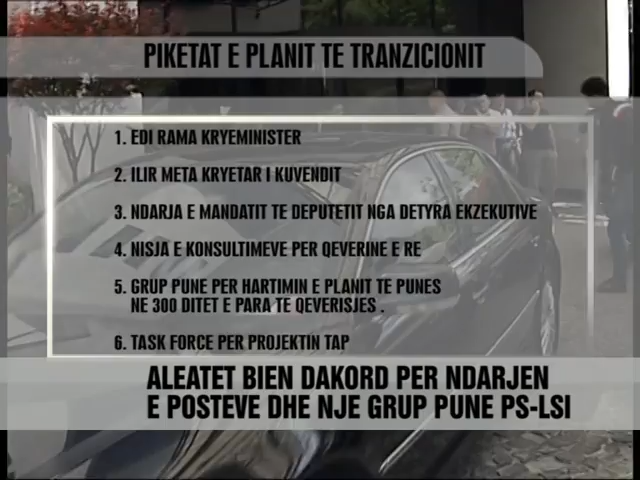 PIKETAT E PLANIT TE TRANZICIONIT
1. EDI RAMA KRYEMINISTER
2. ILIR META KRYETAR I KUVENDIT
3. NDARJA E MANDATIT TE DEPUTETIT NGA DETYRA EKZEKUTIVE
4. NISJA E KONSULTIMEVE PER QEVERINE E RE
5. GRUP PUNE PER HARTIMIN E PLANIT TE PUNES
NE 300 DITET E PARA TE QEVERISJES .
6. TASK FORCE PER PROJEKTIN TAP
ALEATET BIEN DAKORD PER NDARJEN
E POSTEVE DHE NJE GRUP PUNE PS-LSI